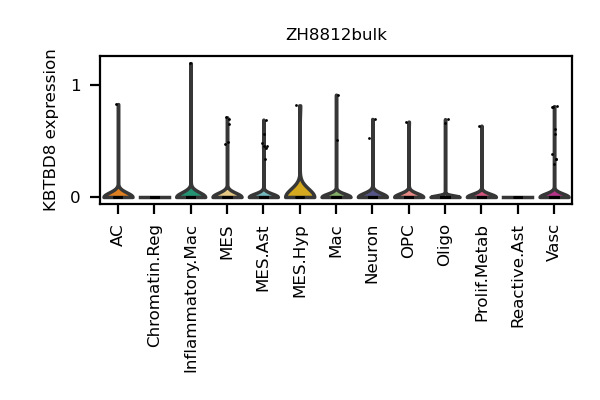 ZH8812bulk
KBTBD8 expression
1
0
AC
Chromatin.Reg
Inflammatory.Mac
MES
MES.Ast
MES.Hyp
Mac
Neuron
OPC
Oligo
Prolif.Metab
Reactive.Ast
Vasc